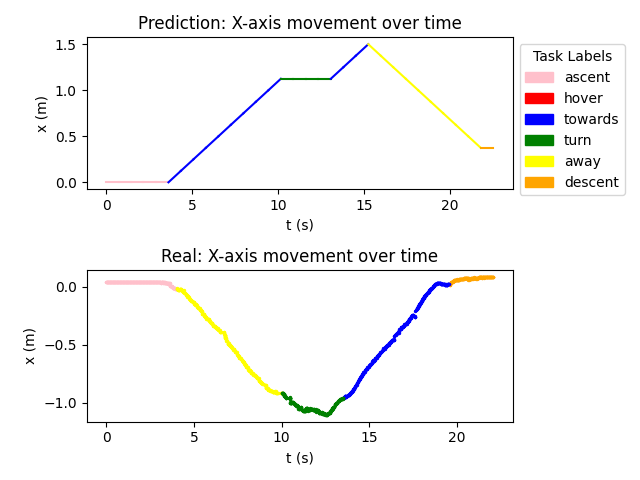 Prediction: X-axis movement over time
1.5
1.0
0.5
0.0
x (m)
0 5 10 15 20
t (s)
Task Labels
ascent
hover
towards
turn
away
descent
Real: X-axis movement over time
0.0
−0.5
−1.0
x (m)
0 5 10 15 20
t (s)